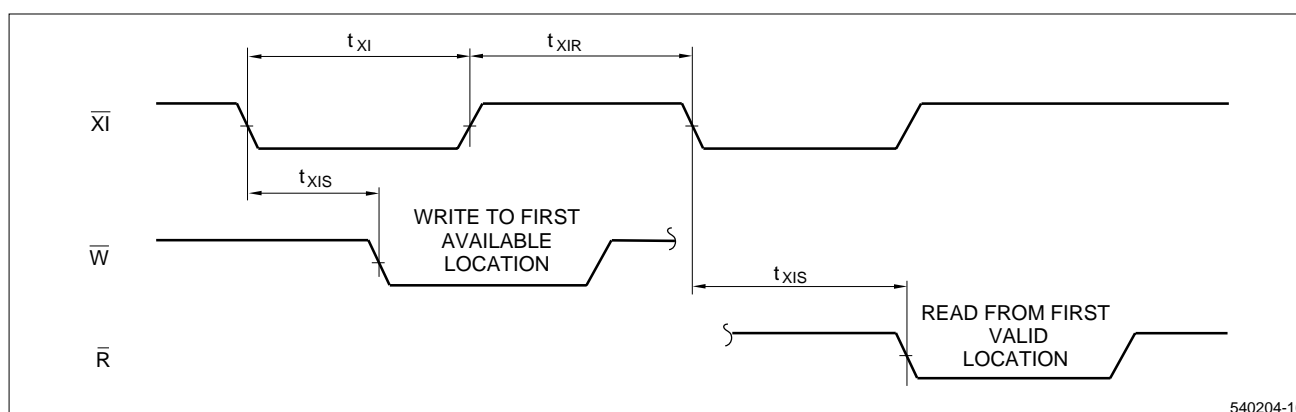 t XI
t XIR
XI
t XIS
WRITE TO FIRST
AVAILABLE
LOCATION
W
t XIS
READ FROM FIRST
VALID
LOCATION
R